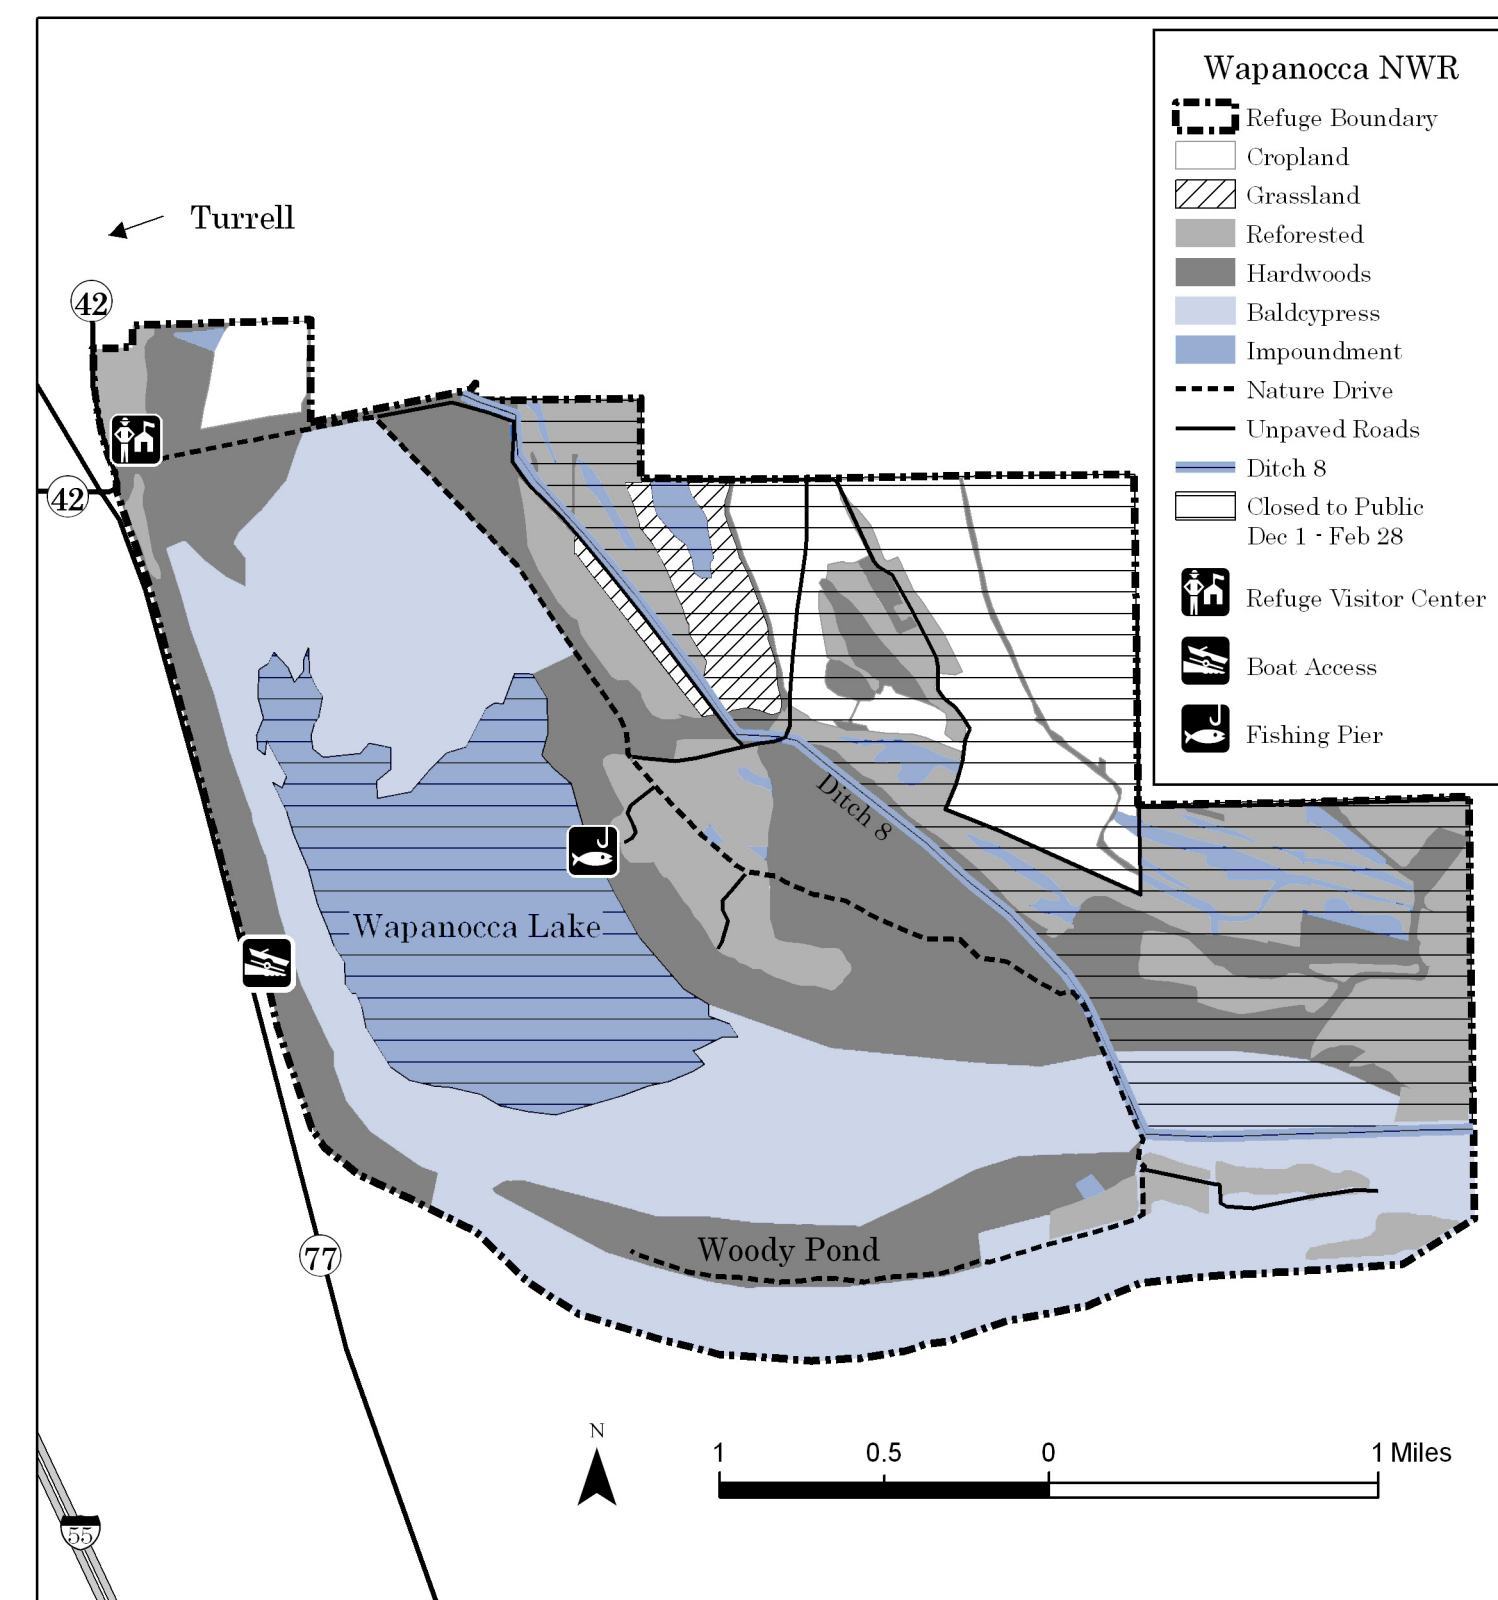 Wapanocca NWR
Refuge Boundary
Cropland
Grassland
Reforested
Hardwoods
Baldcypress
Impoundment
Nature Drive
Unpaved Roads
Ditch 8
Closed to Public
Dec 1 - Feb 28
Refuge Visitor Center
Boat Access
Fishing Pier
Turrell
42
42
Ditch 8
Wapanocca Lake
Woody Pond
77
55
N
1 0.5 0 1 Miles